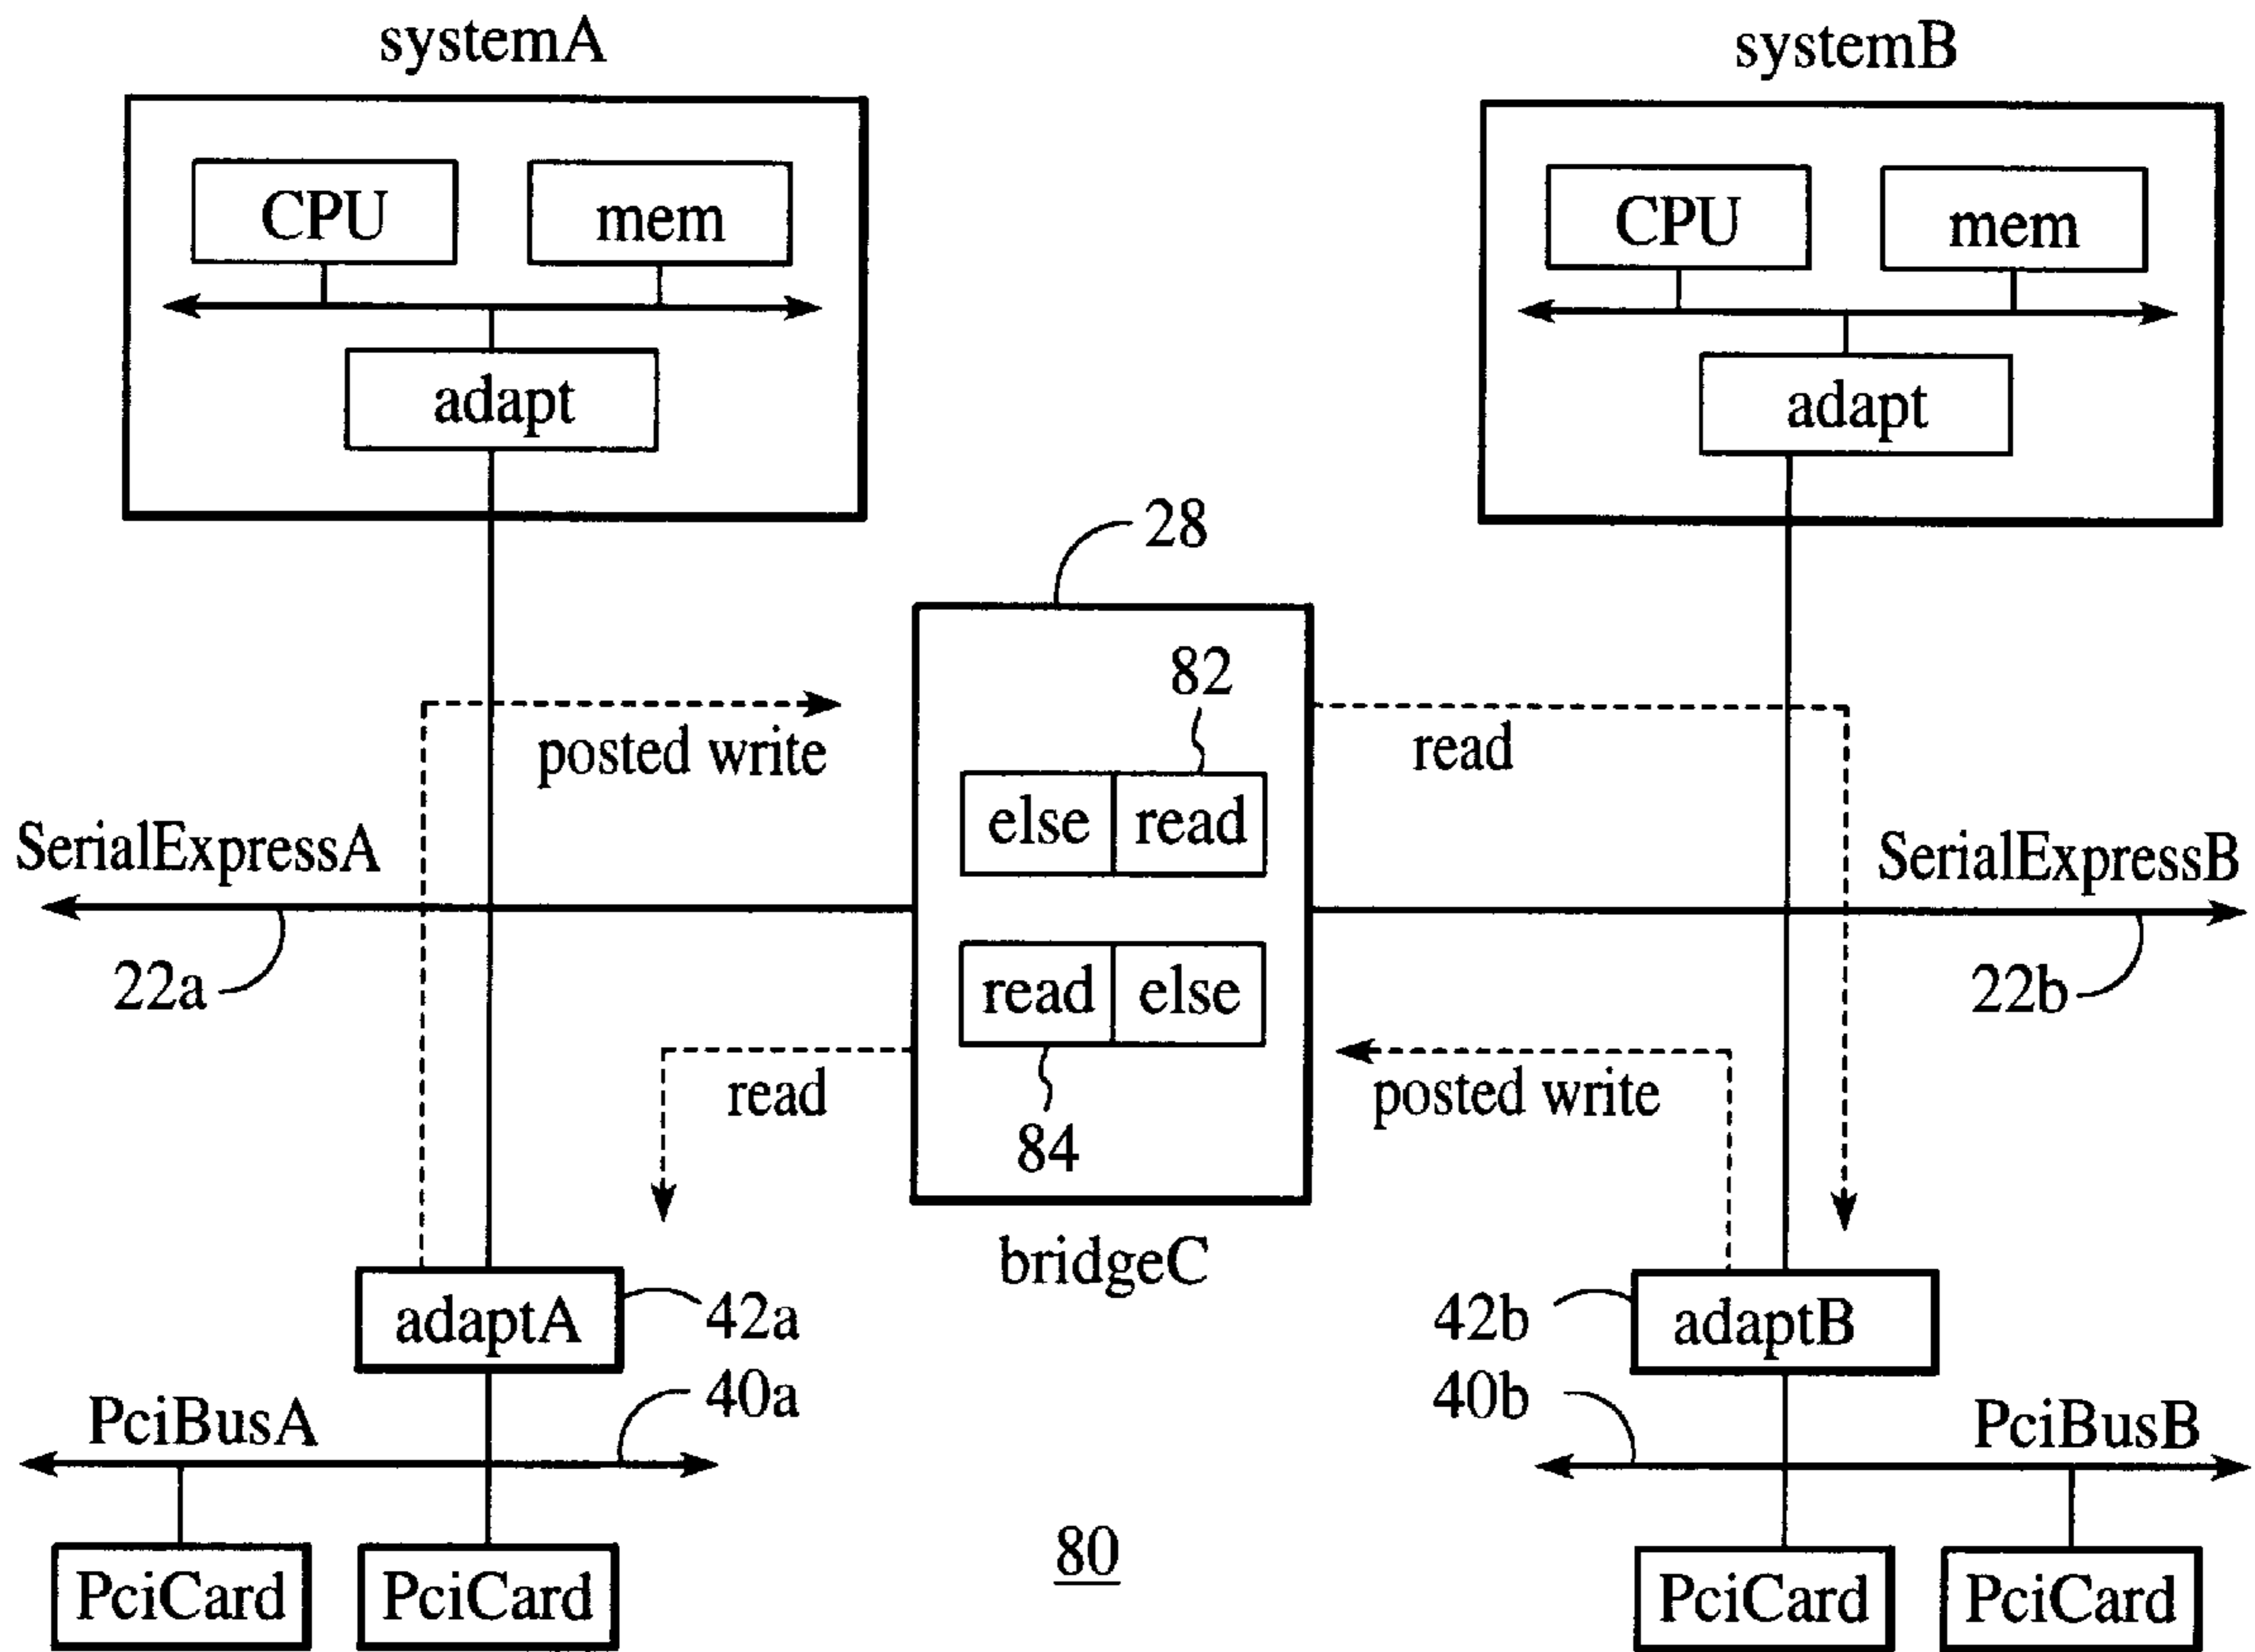 systemA
systemB
CPU
mem
CPU
mem
adapt
adapt
28
82
posted write
read
else
read
SerialExpressA
SerialExpressB
22a
read
else
22b
read
posted write
84
bridgeC
adaptA
42a
42b
adaptB
PciBusA
40a
40b
PciBusB
80
PciCard
PciCard
PciCard
PciCard